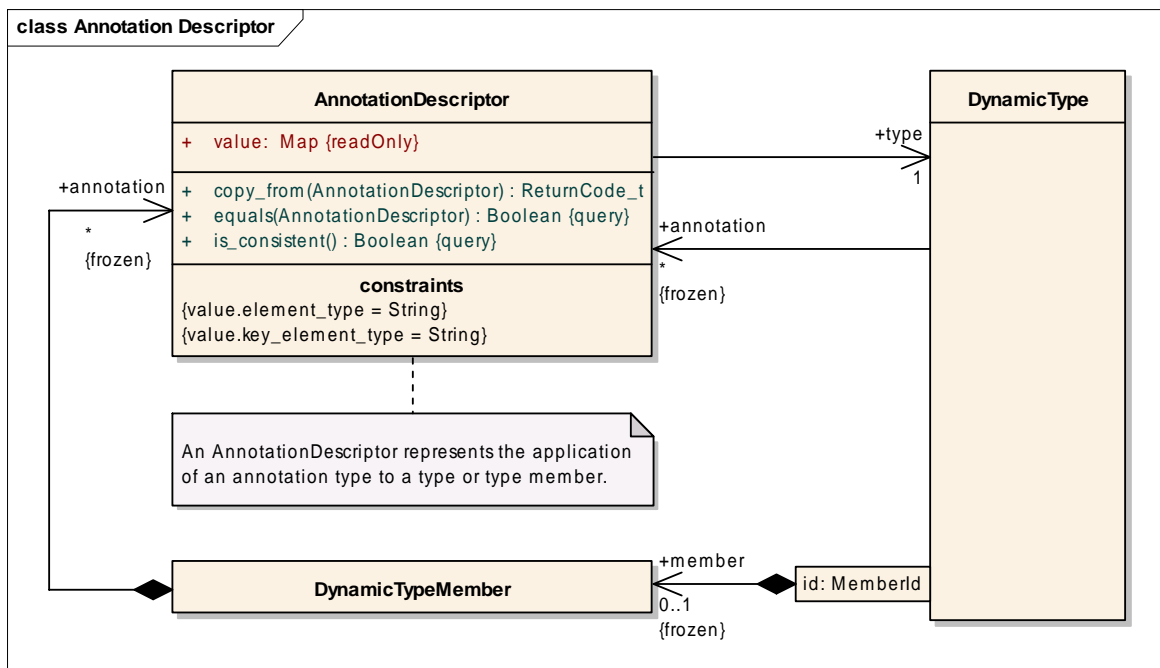 class Annotation Descriptor
AnnotationDescriptor
+ value: Map {readOnly}
+ copy_from(AnnotationDescriptor) : ReturnCode_t
+ equals(AnnotationDescriptor) : Boolean {query}
+ is_consistent() : Boolean {query}
constraints
{value.element_type = String}
{value.key_element_type = String}
DynamicType
+type
1
+annotation
*
{frozen}
+annotation
*
{frozen}
An AnnotationDescriptor represents the application
of an annotation type to a type or type member.
DynamicTypeMember
+member
0..1
{frozen}
id: MemberId